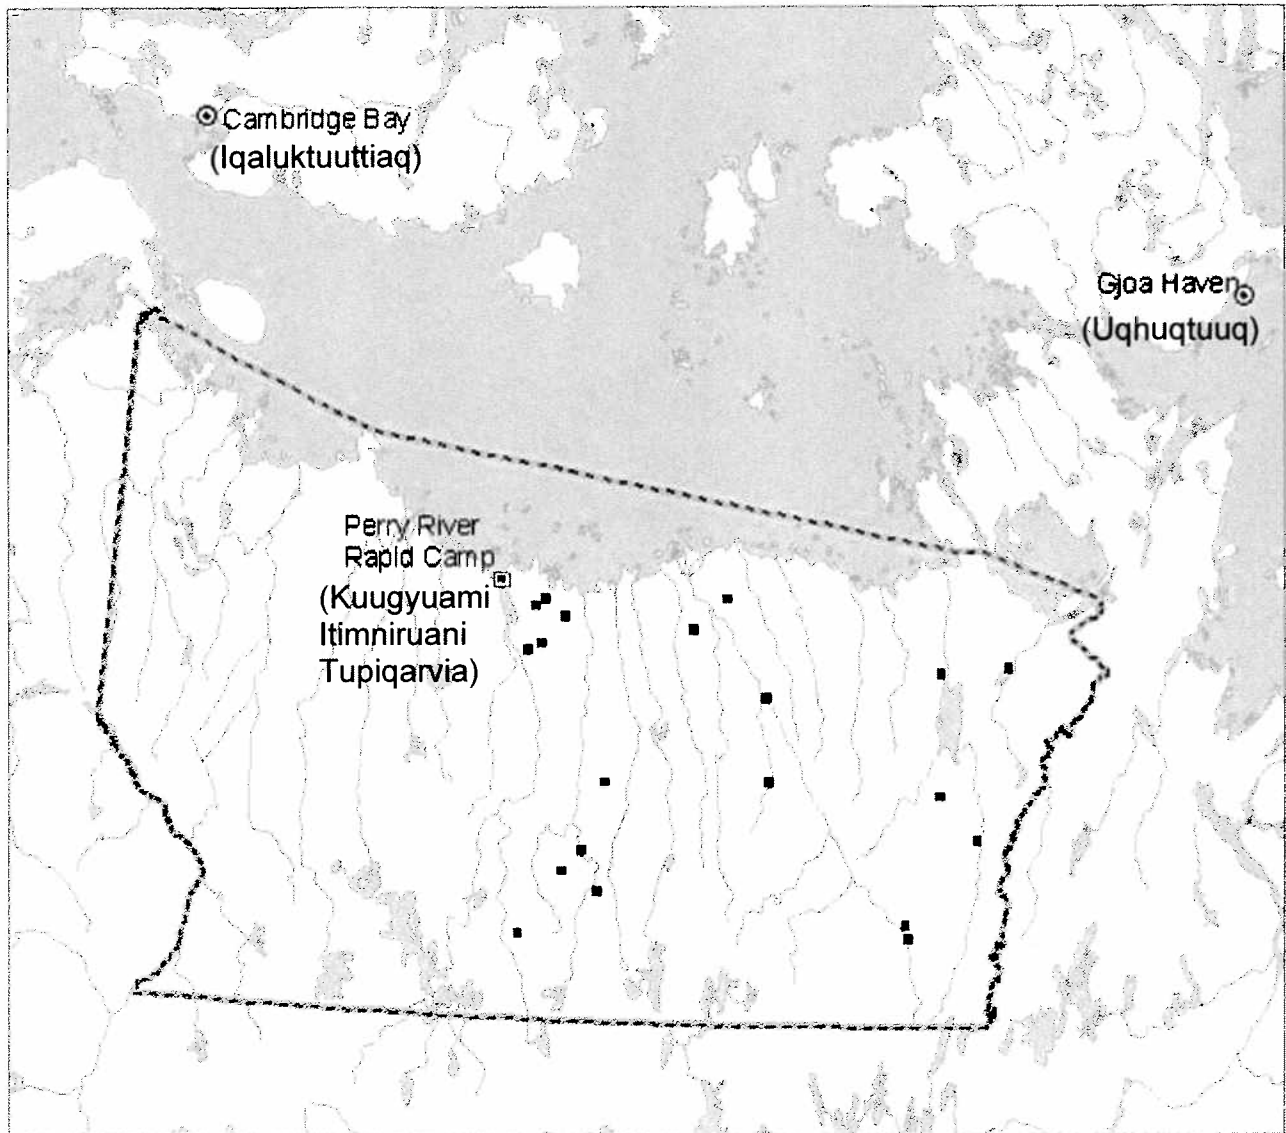 Cambridge Bay
(Iqaluktuuttiaq)
Gjoa Haven
(Uqhuqtuuq)
Perry River
Rapid Camp
(Kuugyuami
Itimniruani
Tupiqarvia)